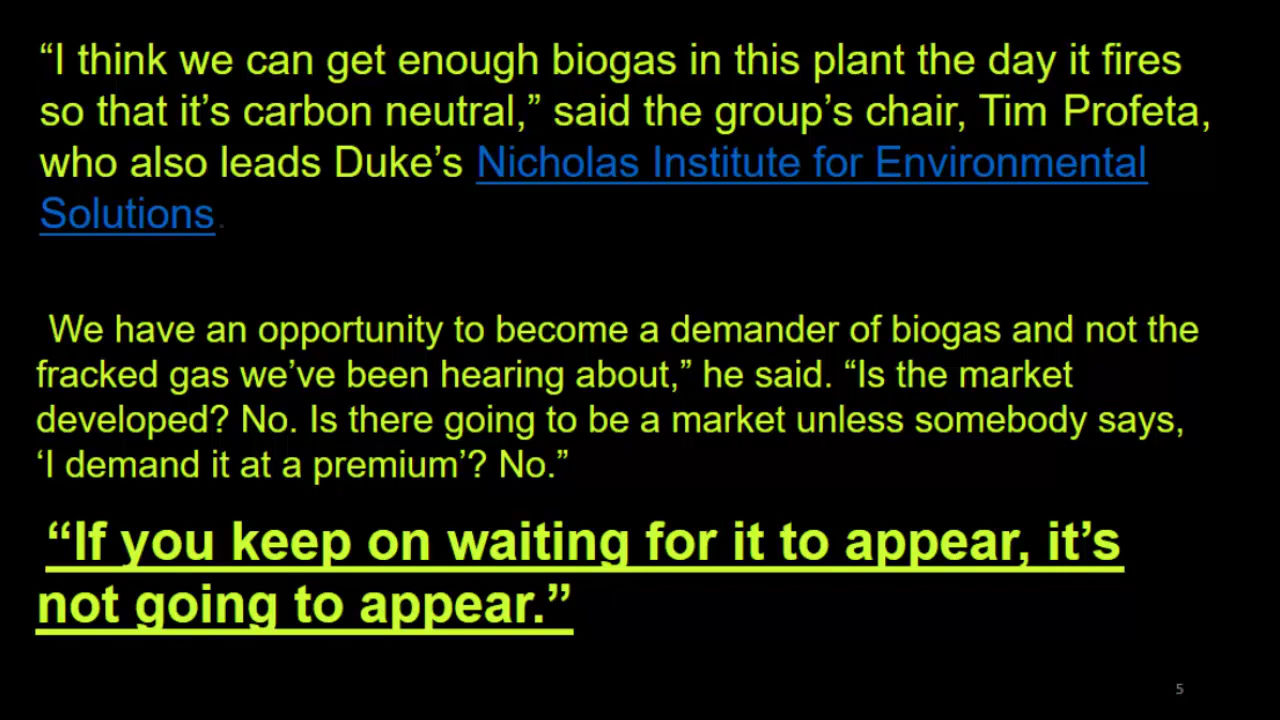 “I think we can get enough biogas in this plant the day it fires
so that it’s carbon neutral,” said the group’s chair, Tim Profeta,
who also leads Duke’s Nicholas Institute for Environmental
Solutions.
We have an opportunity to become a demander of biogas and not the
fracked gas we’ve been hearing about,” he said. “Is the market
developed? No. Is there going to be a market unless somebody says,
‘I demand it at a premium’? No.”
“If you keep on waiting for it to appear, it’s
not going to appear.”
5